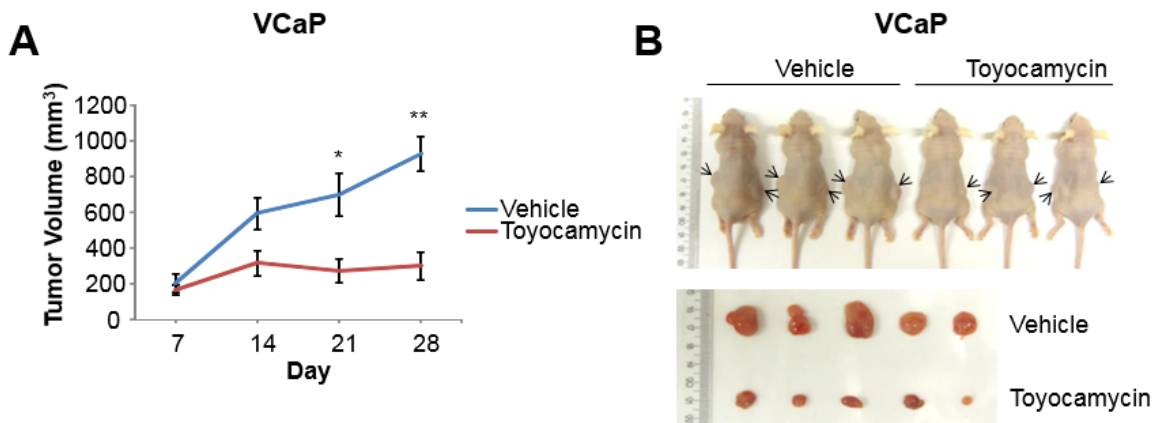 A
VCaP
Tumor Volume (mm³)
1200
1000
800
600
400
200
0
*
**
7 14 21 28
Day
Vehicle
Toyocamycin
B
VCaP
Vehicle Toyocamycin
Vehicle
Toyocamycin